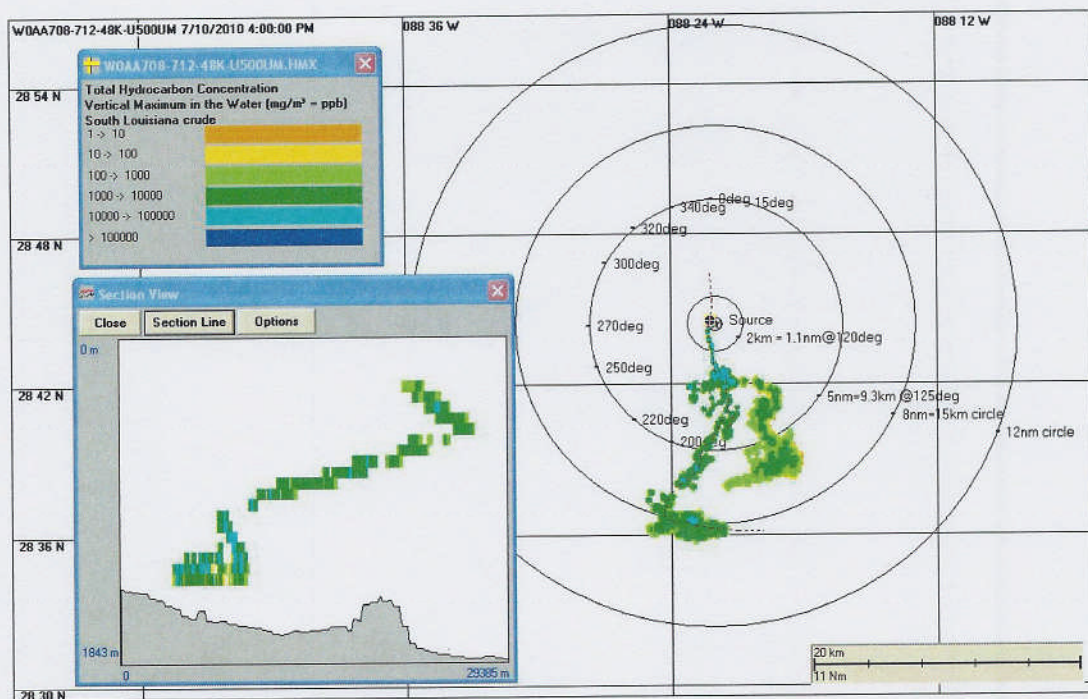 W0AA708-712-48K-U500UM 7/10/2010 4:00:00 PM
088 36 W
088 24 W
088 12 W
W0AA708-712-48K-U500UM.HMX
Total Hydrocarbon Concentration
Vertical Maximum in the Water (mg/m³ - ppb)
South Louisiana crude
1 -> 10
10 -> 100
100 -> 1000
1000 -> 10000
10000 -> 100000
> 100000
28 54 N
28 48 N
28 42 N
28 36 N
28 30 N
Section View
Close
Section Line
Options
0 m
1843 m
0
29385 m
340deg
0deg
15deg
320deg
300deg
270deg
250deg
220deg
200deg
Source
2km = 1.1nm@120deg
5nm=9.3km @125deg
8nm=15km circle
12nm circle
20 km
11 Nm